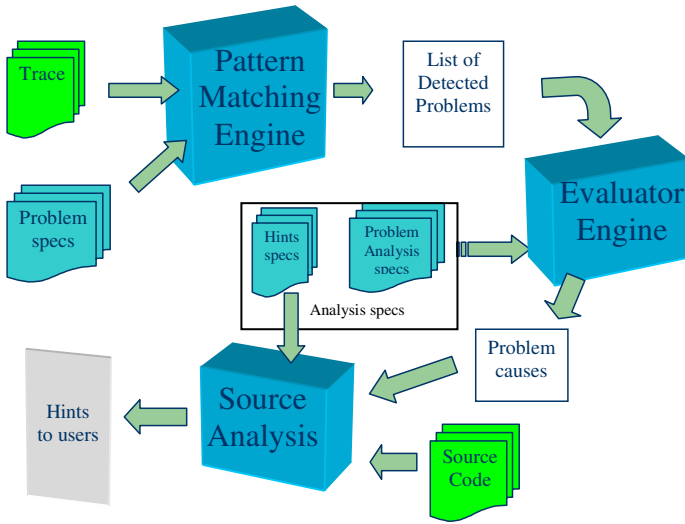 Trace
Pattern
Matching
Engine
List of
Detected
Problems
Problem
specs
Hints
specs
Problem
Analysis
specs
Evaluator
Engine
Analysis specs
Problem
causes
Hints
to users
Source
Analysis
Source
Code